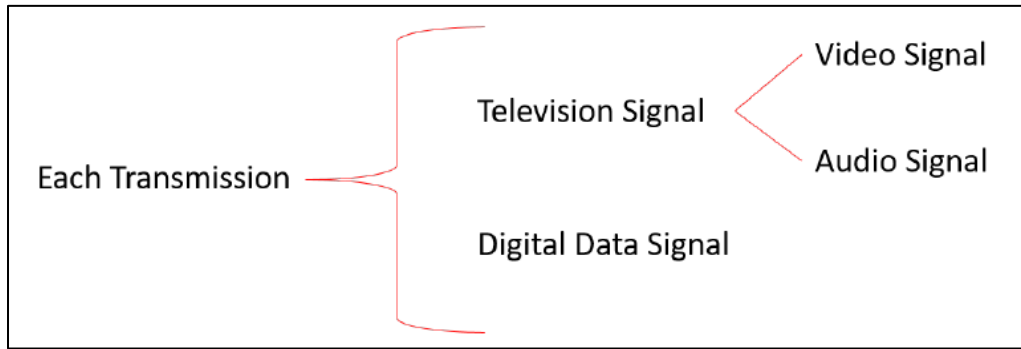 Video Signal
Television Signal
Audio Signal
Each Transmission
Digital Data Signal